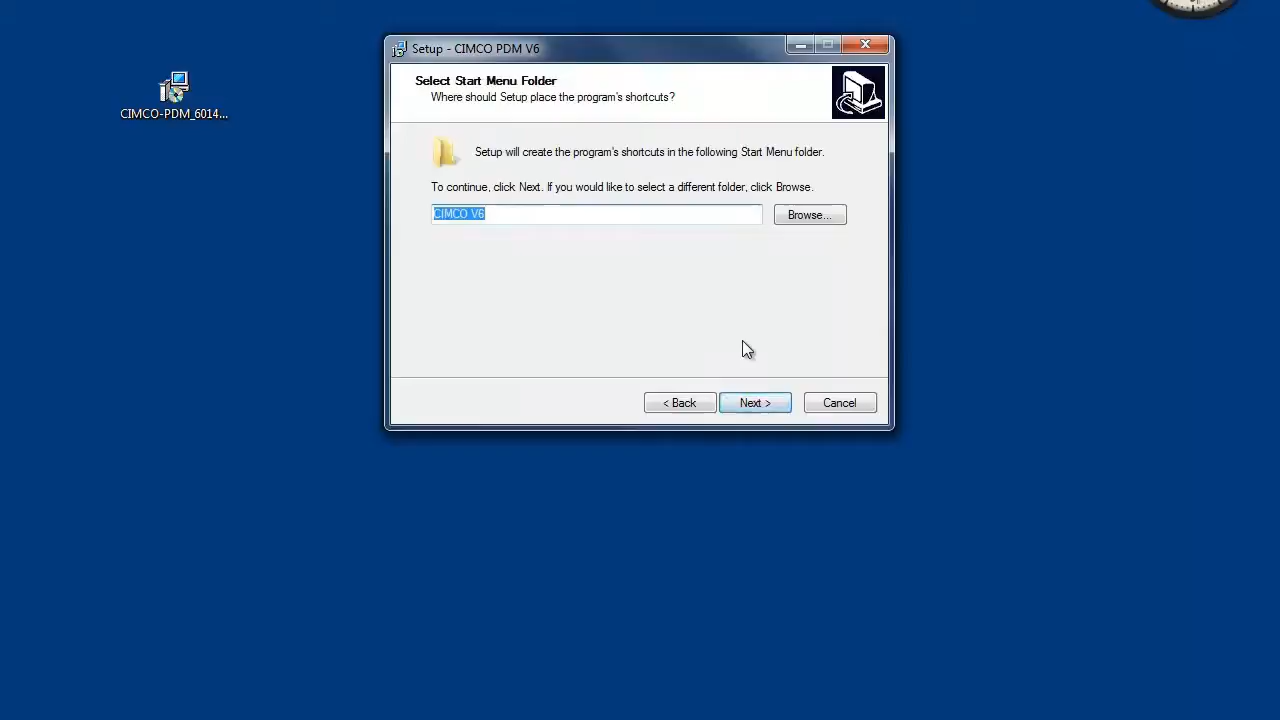 Setup - CIMCO PDM V6
Select Start Menu Folder
Where should Setup place the program's shortcuts?
CIMCO-PDM_6014...
Setup will create the program's shortcuts in the following Start Menu folder.
To continue, click Next. If you would like to select a different folder, click Browse.
CIMCO V6
Browse...
< Back
Next >
Cancel